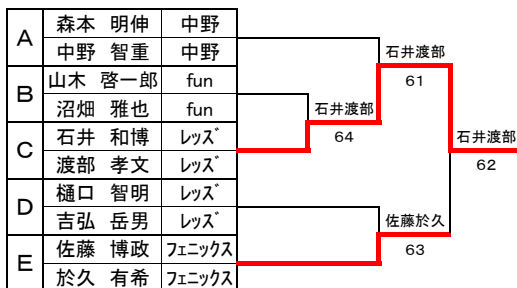 A 森本 明伸 中野
中野 智重 中野
B 山木 啓一郎 fun
沼畑 雅也 fun
C 石井 和博 ﾚｯｽﾞ
渡部 孝文 ﾚｯｽﾞ
D 樋口 智明 ﾚｯｽﾞ
吉弘 岳男 ﾚｯｽﾞ
E 佐藤 博政 フェニックス
於久 有希 フェニックス
石井渡部
64
石井渡部
61
佐藤於久
63
石井渡部
62